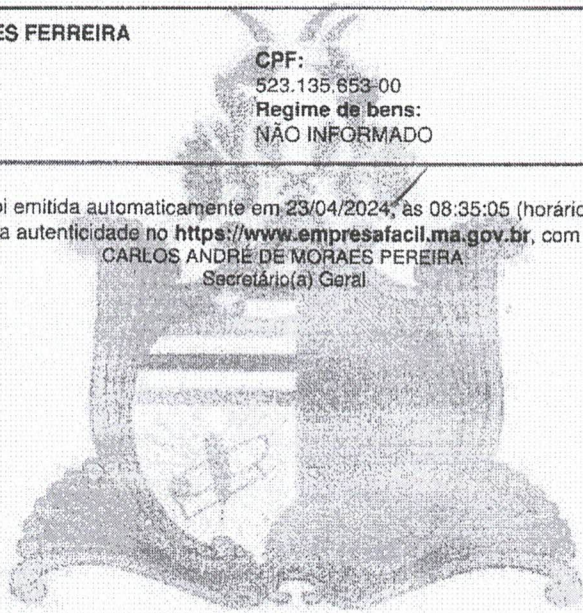 ES FERREIRA
CPF:
523.135.653-00
Regime de bens:
NÃO INFORMADO
oi emitida automaticamente em 23/04/2024, às 08:35:05 (horário
a autenticidade no https://www.empresafacil.ma.gov.br, com
CARLOS ANDRÉ DE MORAES PEREIRA
Secretário(a) Geral